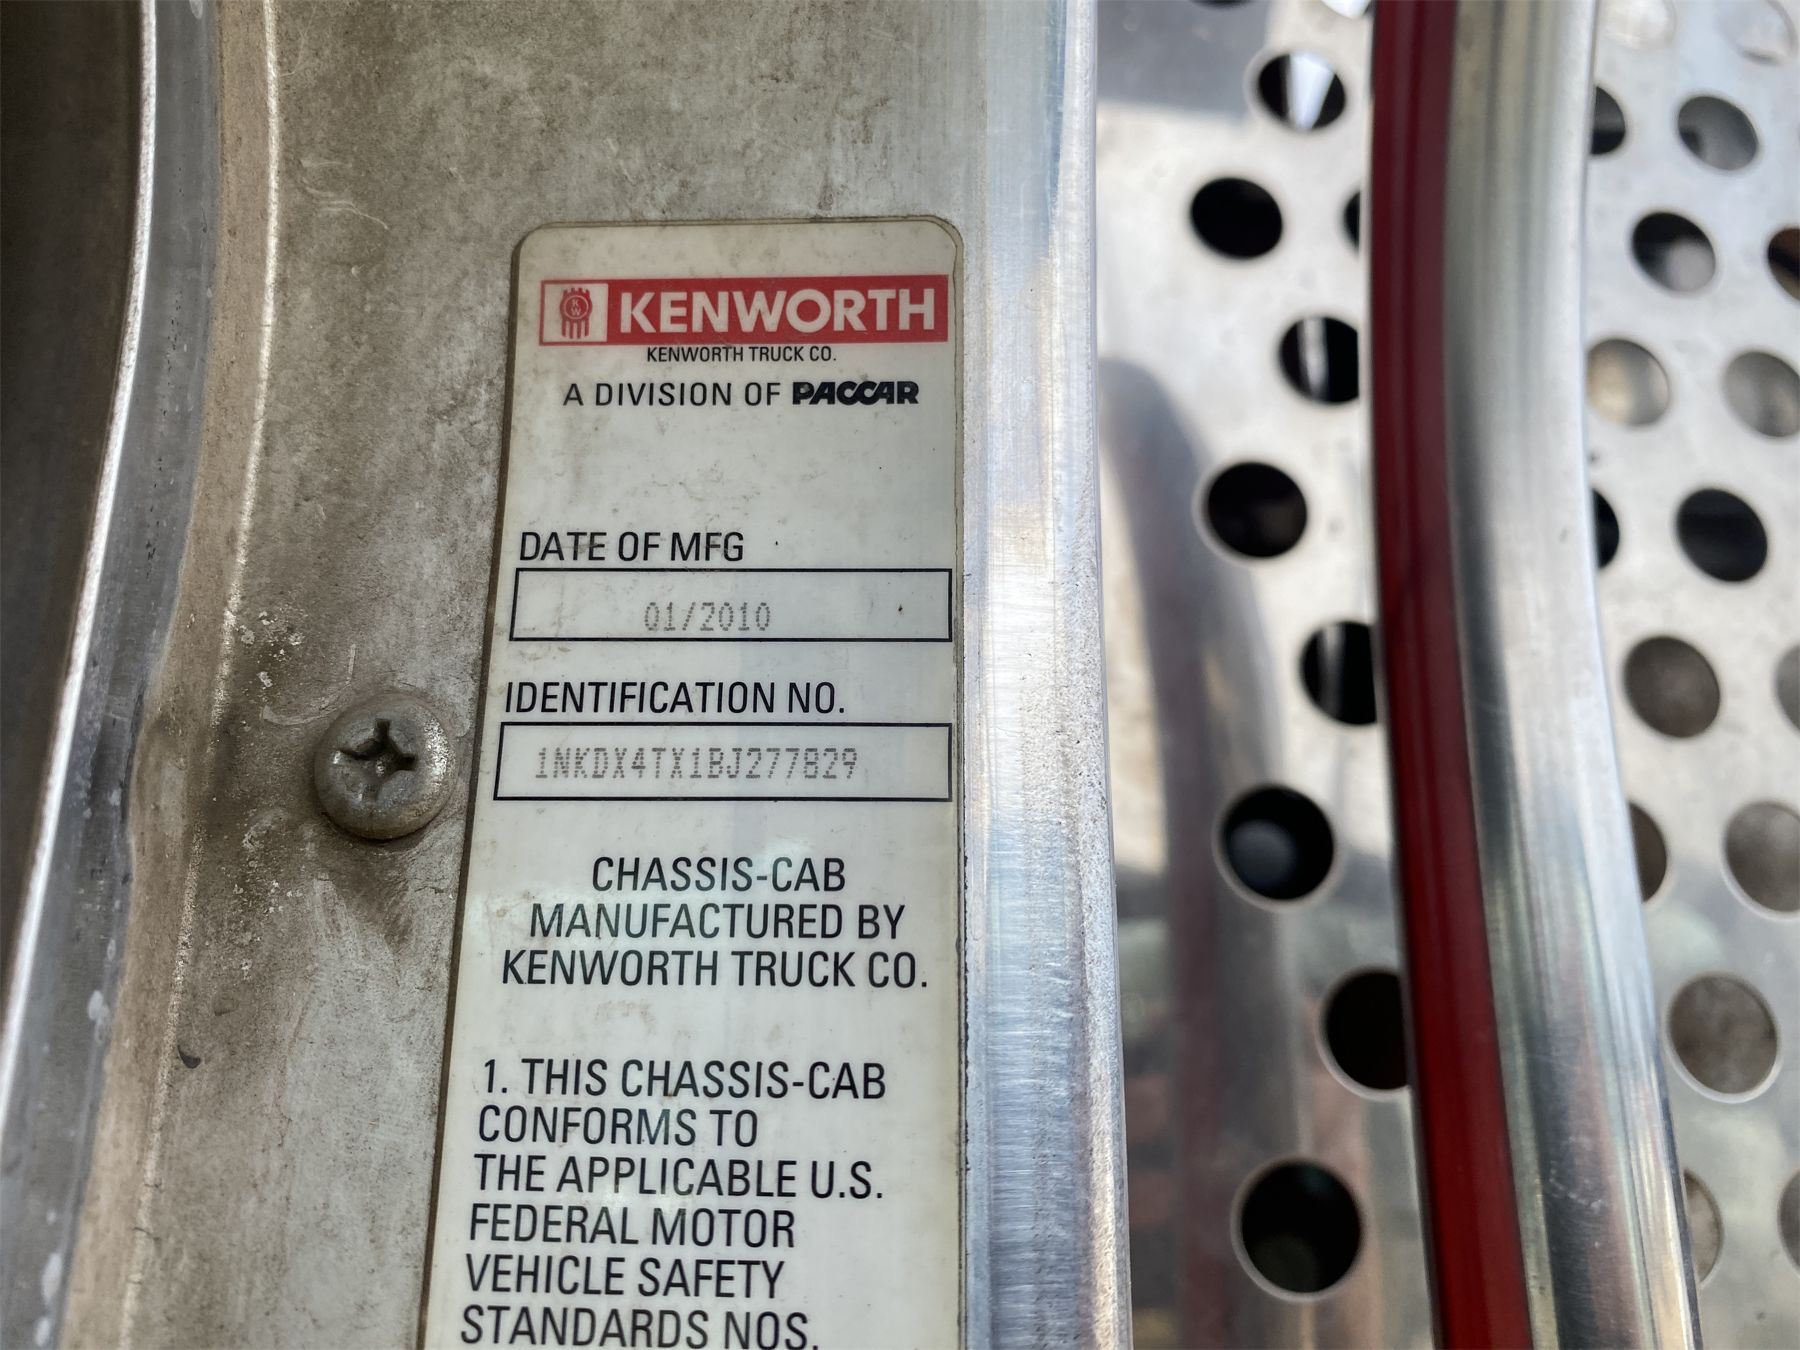 KW KENWORTH
KENWORTH TRUCK CO.
A DIVISION OF PACCAR
DATE OF MFG
01/2010
IDENTIFICATION NO.
1NKDX4TX1BJ277829
CHASSIS-CAB
MANUFACTURED BY
KENWORTH TRUCK CO.
1. THIS CHASSIS-CAB
CONFORMS TO
THE APPLICABLE U.S.
FEDERAL MOTOR
VEHICLE SAFETY
STANDARDS NOS.